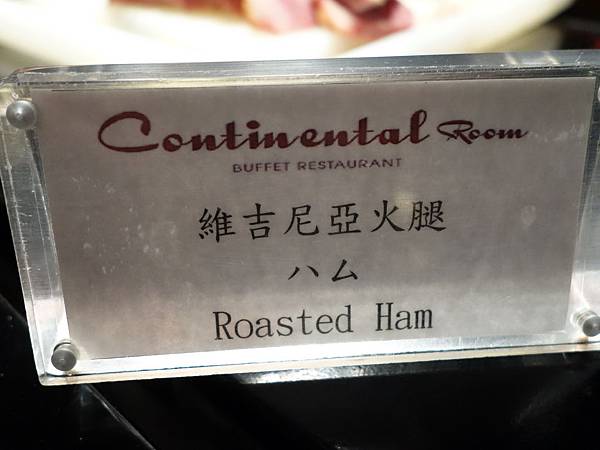 Continental Room
BUFFET RESTAURANT
維吉尼亞火腿
ハム
Roasted Ham